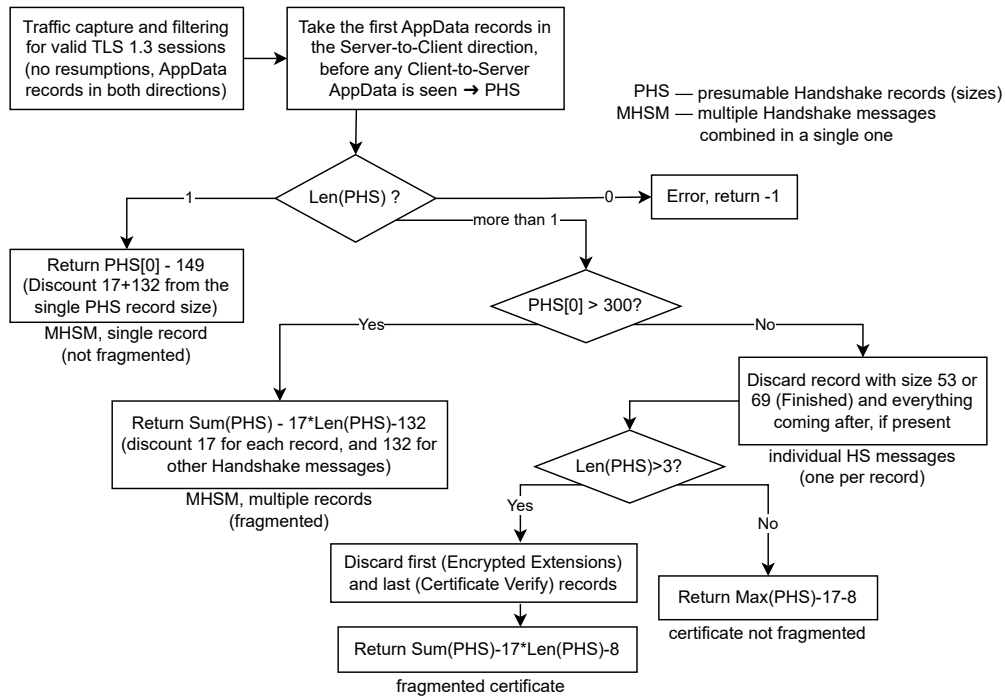 Traffic capture and filtering
for valid TLS 1.3 sessions
(no resumptions, AppData
records in both directions)
Take the first AppData records in
the Server-to-Client direction,
before any Client-to-Server
AppData is seen ➜ PHS
PHS — presumable Handshake records (sizes)
MHSM — multiple Handshake messages
combined in a single one
Len(PHS) ?
1
0
more than 1
Error, return -1
Return PHS[0] - 149
(Discount 17+132 from the
single PHS record size)
MHSM, single record
(not fragmented)
PHS[0] > 300?
Yes
No
Discard record with size 53 or
69 (Finished) and everything
coming after, if present
individual HS messages
(one per record)
Return Sum(PHS) - 17*Len(PHS)-132
(discount 17 for each record, and 132 for
other Handshake messages)
MHSM, multiple records
(fragmented)
Len(PHS)>3?
Yes
No
Discard first (Encrypted Extensions)
and last (Certificate Verify) records
Return Max(PHS)-17-8
certificate not fragmented
Return Sum(PHS)-17*Len(PHS)-8
fragmented certificate